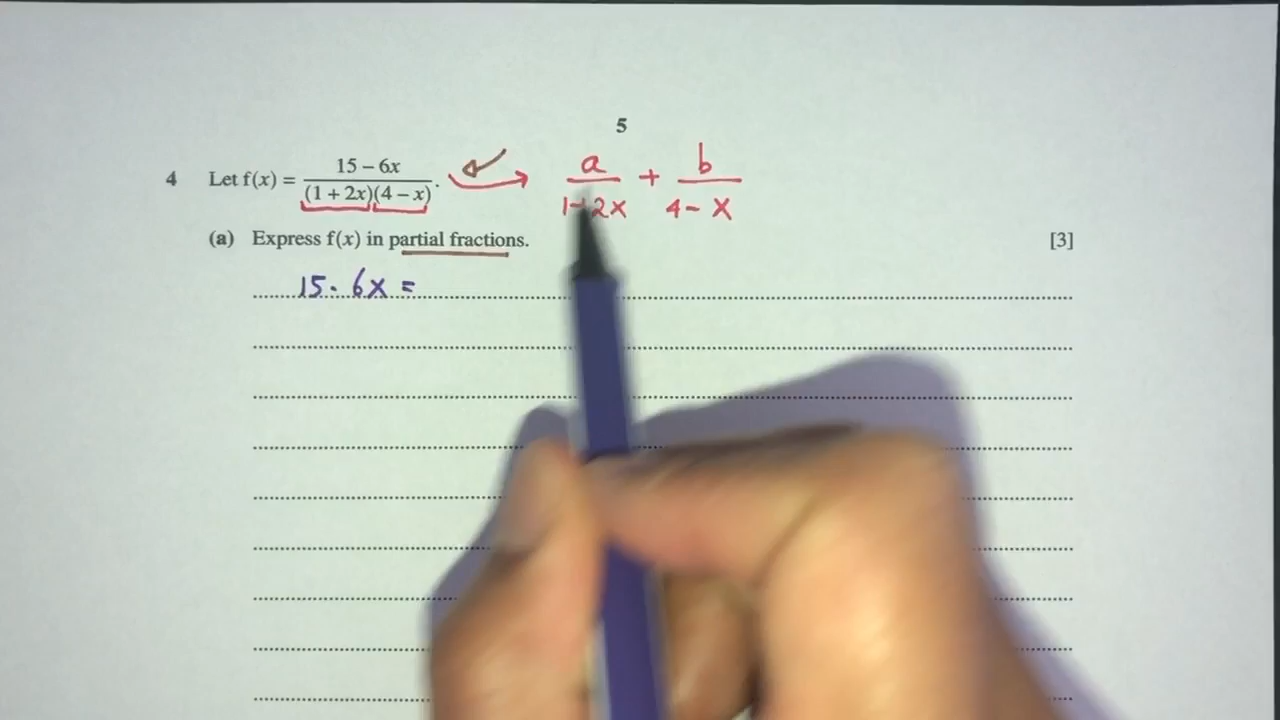 5
4 Let f(x) = 15 – 6x / (1 + 2x)(4 – x). a / 1+2x + b / 4 - x
(a) Express f(x) in partial fractions. [3]
15 - 6x =